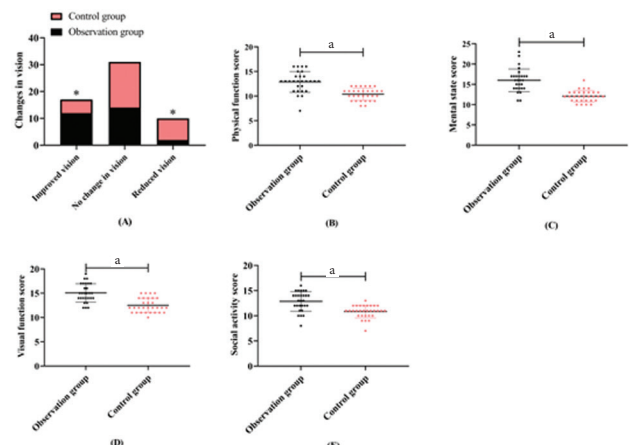 Control group
Observation group
40
30
20
10
0
Changes in vision
*
*
Improved vision
No change in vision
Reduced vision
(A)
a
20
15
10
5
0
Physical function score
Observation group
Control group
(B)
a
25
20
15
10
5
0
Mental state score
Observation group
Control group
(C)
a
20
15
10
5
0
Visual function score
Observation group
Control group
(D)
a
20
15
10
5
0
Social activity score
Observation group
Control group
(E)